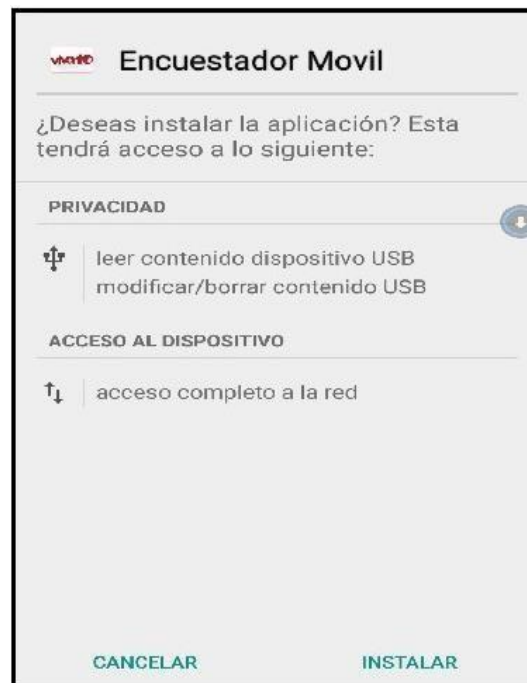 Encuestador Movil
¿Deseas instalar la aplicación? Esta
tendrá acceso a lo siguiente:
PRIVACIDAD
leer contenido dispositivo USB
modificar/borrar contenido USB
ACCESO AL DISPOSITIVO
acceso completo a la red
CANCELAR INSTALAR